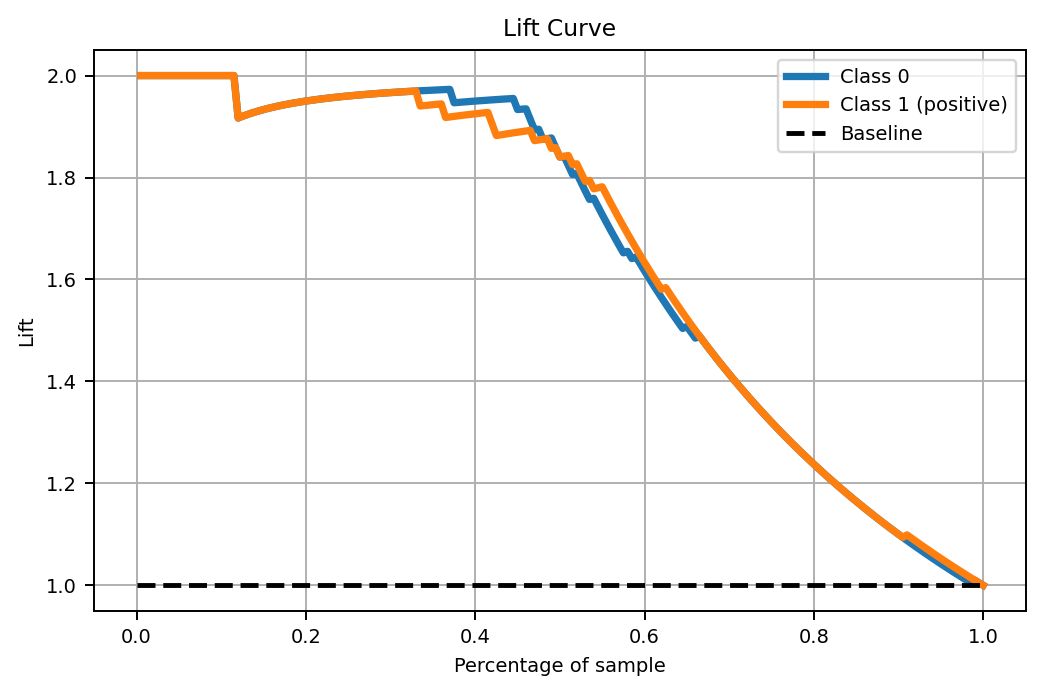 Lift Curve
Class 0
Class 1 (positive)
Baseline
Lift
2.0
1.8
1.6
1.4
1.2
1.0
0.0
0.2
0.4
0.6
0.8
1.0
Percentage of sample